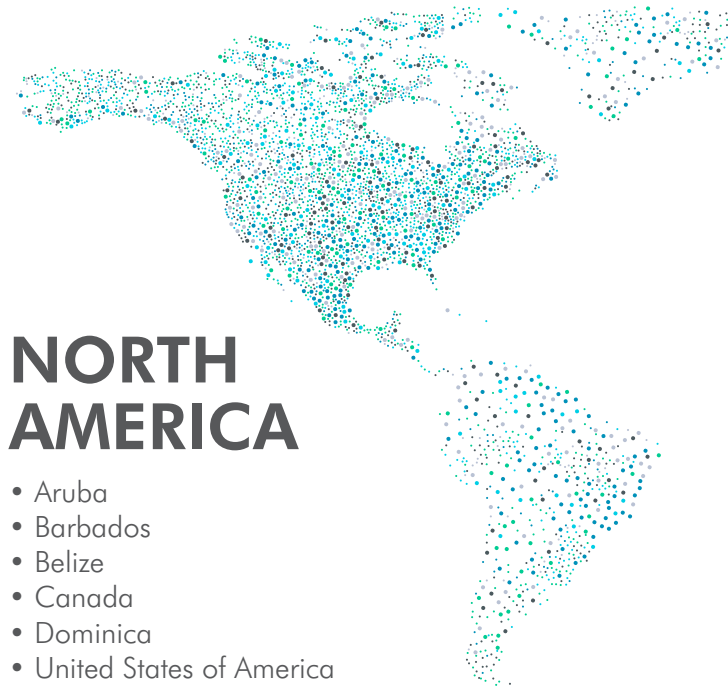 NORTH
AMERICA
• Aruba
• Barbados
• Belize
• Canada
• Dominica
• United States of America